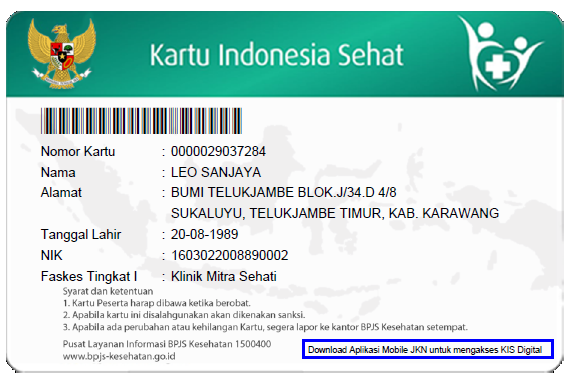 Kartu Indonesia Sehat
Nomor Kartu : 0000029037284
Nama : LEO SANJAYA
Alamat : BUMI TELUKJAMBE BLOK.J/34.D 4/8
SUKALUYU, TELUKJAMBE TIMUR, KAB. KARAWANG
Tanggal Lahir : 20-08-1989
NIK : 1603022008890002
Faskes Tingkat I : Klinik Mitra Sehati
Syarat dan ketentuan
1. Kartu Peserta harap dibawa ketika berobat.
2. Apabila kartu ini disalahgunakan akan dikenakan sanksi.
3. Apabila ada perubahan atau kehilangan Kartu, segera lapor ke kantor BPJS Kesehatan setempat.
Pusat Layanan Informasi BPJS Kesehatan 1500400
www.bpjs-kesehatan.go.id
Download Aplikasi Mobile JKN untuk mengakses KIS Digital